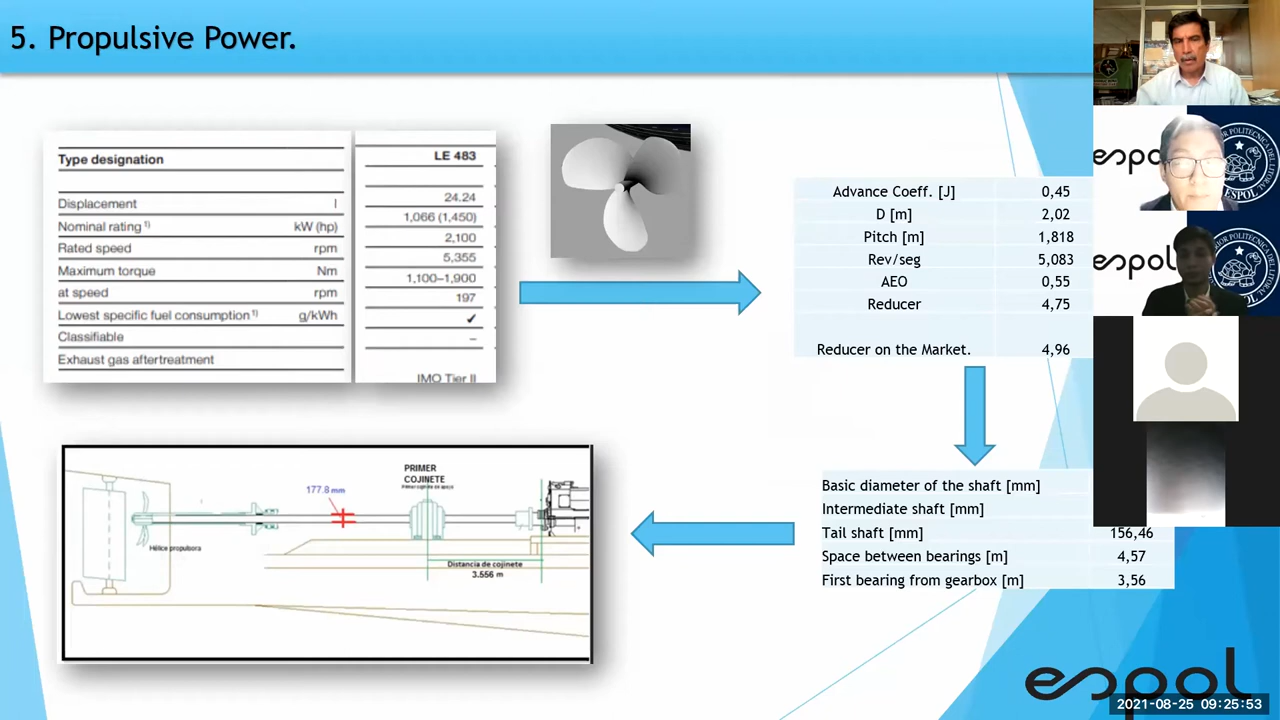 5. Propulsive Power.
Type designation
LE 483
Displacement l
24.24
Nominal rating 1) kW (hp)
1,066 (1,450)
Rated speed rpm
2,100
Maximum torque Nm
5,355
at speed rpm
1,100–1,900
Lowest specific fuel consumption 1) g/kWh
197
Classifiable
✓
Exhaust gas aftertreatment
–
IMO Tier II
Advance Coeff. [J] 0,45
D [m] 2,02
Pitch [m] 1,818
Rev/seg 5,083
AEO 0,55
Reducer 4,75
Reducer on the Market. 4,96
Basic diameter of the shaft [mm]
Intermediate shaft [mm]
Tail shaft [mm] 156,46
Space between bearings [m] 4,57
First bearing from gearbox [m] 3,56
PRIMER
COJINETE
177.8 mm
Hélice propulsora
Distancia de cojinete
3.556 m
espol
espol
ESPOL
espol
2021-08-25 09:25:53